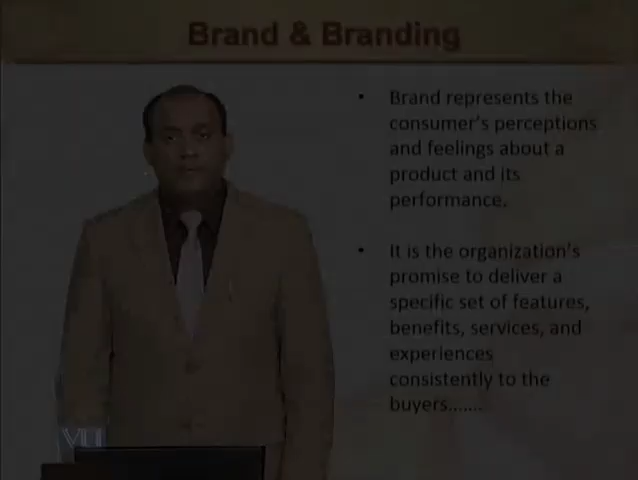 Brand & Branding
• Brand represents the
consumer's perceptions
and feelings about a
product and its
performance.
• It is the organization's
promise to deliver a
specific set of features,
benefits, services, and
experiences
consistently to the
buyers.......
VU